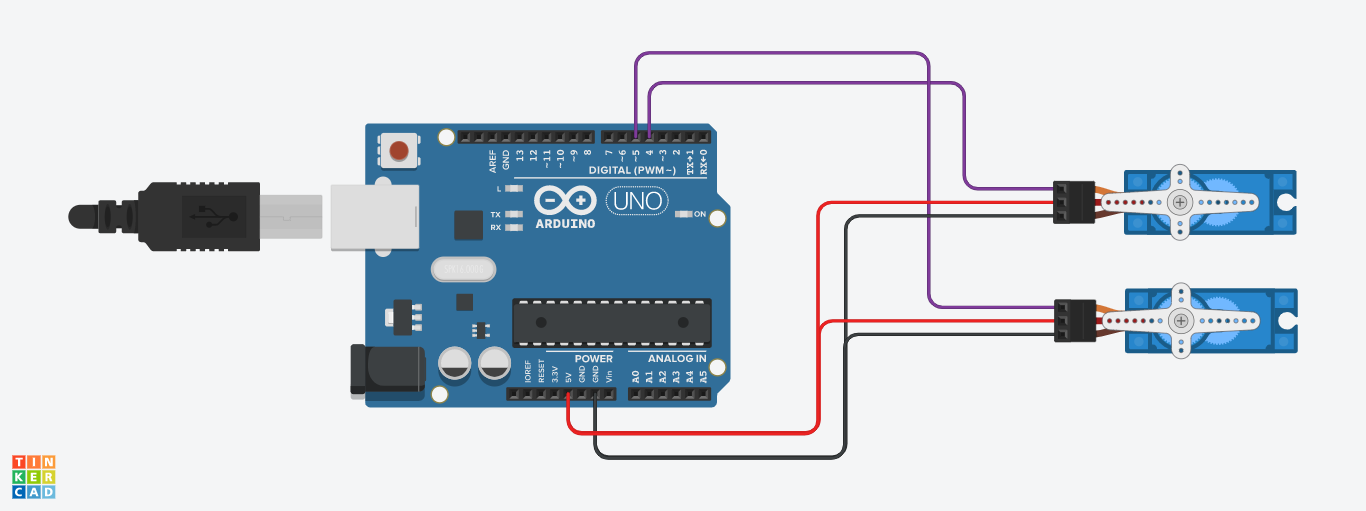 AREF
GND
13
12
~11
~10
~9
8
7
~6
~5
4
~3
2
TX→1
RX←0
DIGITAL (PWM~)
L
TX
RX
ARDUINO
UNO
ON
POWER
ANALOG IN
IOREF
RESET
3.3V
5V
GND
GND
Vin
A0
A1
A2
A3
A4
A5
TIN
KER
CAD